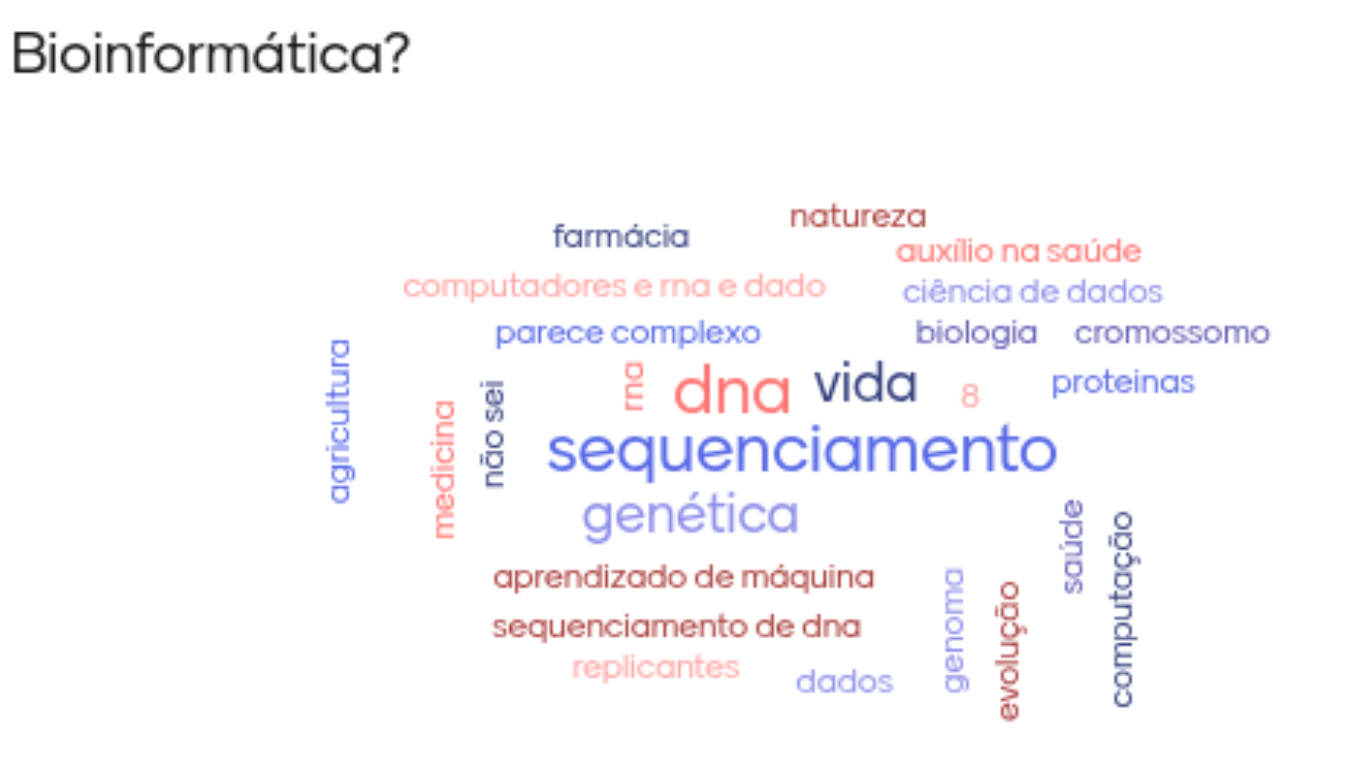 Bioinformática?
natureza
farmácia
auxílio na saúde
computadores e rna e dado
ciência de dados
parece complexo
biologia
cromossomo
agricultura
medicina
não sei
rna
dna
vida
8
proteinas
sequenciamento
genética
saúde
computação
aprendizado de máquina
genoma
evolução
sequenciamento de dna
replicantes
dados